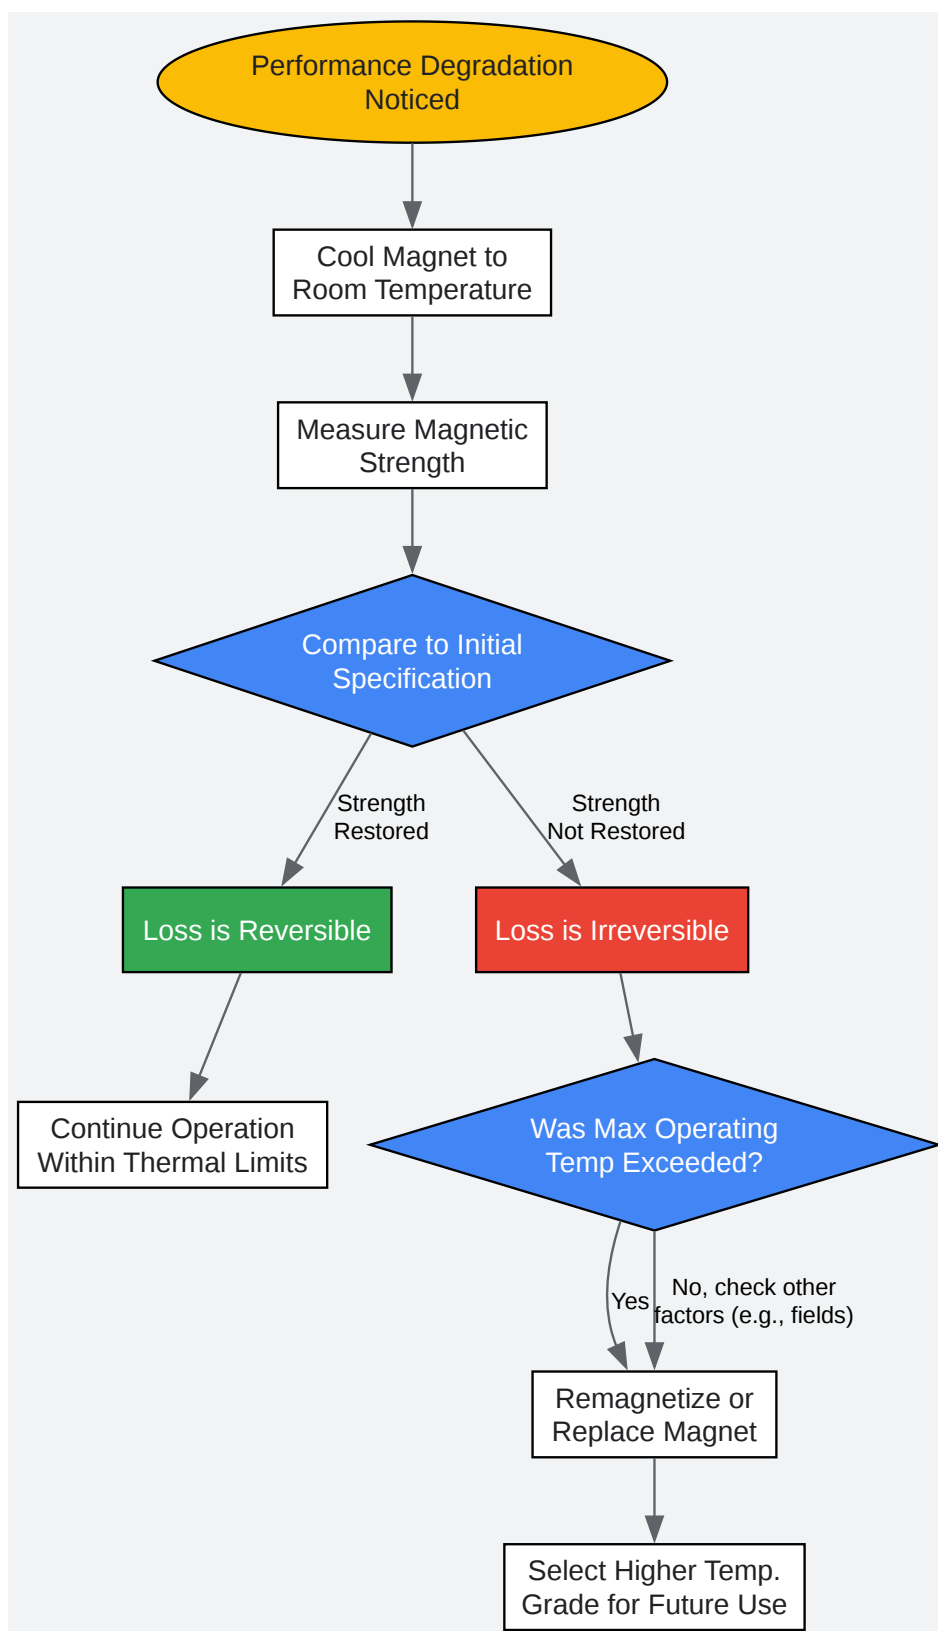 Performance Degradation
Noticed
Cool Magnet to
Room Temperature
Measure Magnetic
Strength
Compare to Initial
Specification
Strength
Restored
Strength
Not Restored
Loss is Reversible
Loss is Irreversible
Continue Operation
Within Thermal Limits
Was Max Operating
Temp Exceeded?
Yes
No, check other
factors (e.g., fields)
Remagnetize or
Replace Magnet
Select Higher Temp.
Grade for Future Use